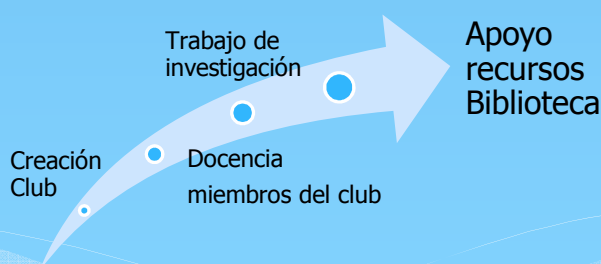 Creación
Club
Docencia
miembros del club
Trabajo de
investigación
Apoyo
recursos
Biblioteca